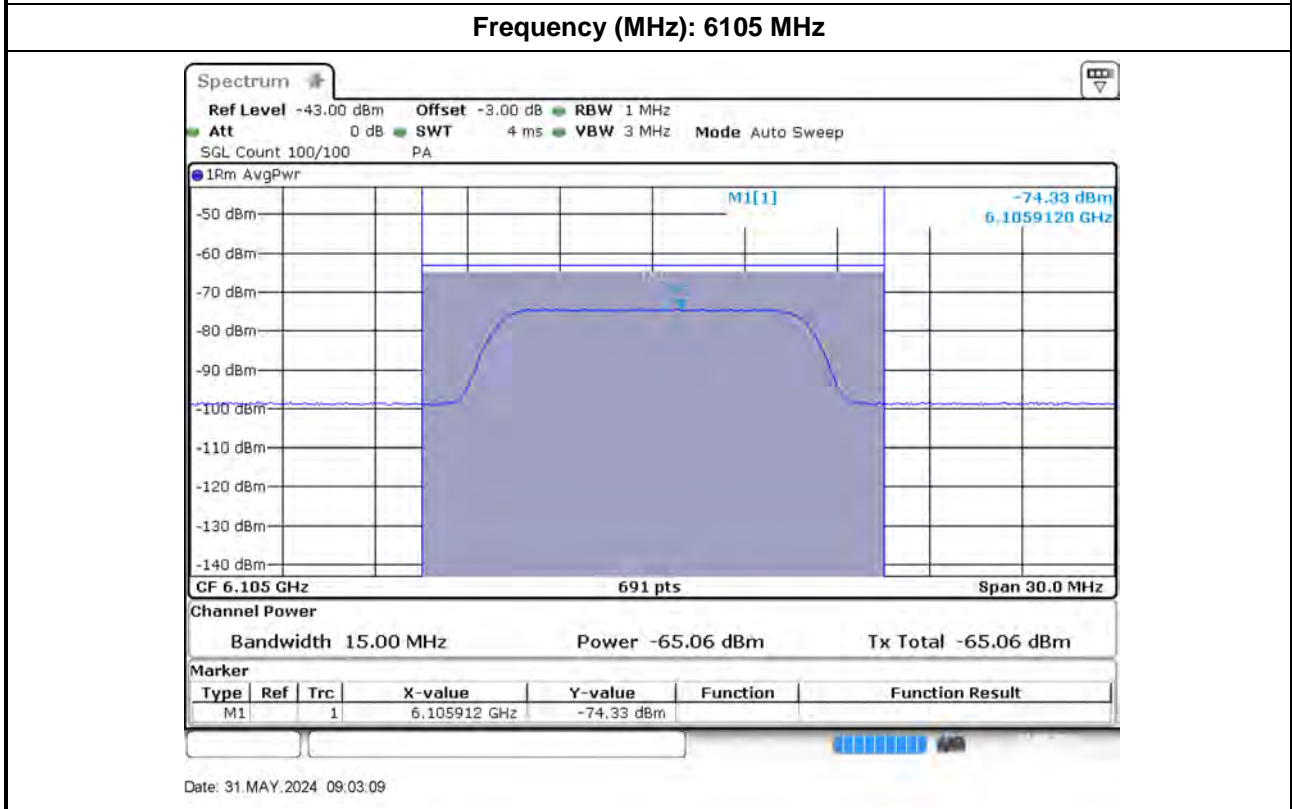 Frequency (MHz): 6105 MHz
Spectrum
Ref Level -43.00 dBm Offset -3.00 dB RBW 1 MHz
Att 0 dB SWT 4 ms VBW 3 MHz Mode Auto Sweep
SGL Count 100/100 PA
1Rm AvgPwr
M1[1] -74.33 dBm
6.1059120 GHz
-50 dBm
-60 dBm
-70 dBm
-80 dBm
-90 dBm
-100 dBm
-110 dBm
-120 dBm
-130 dBm
-140 dBm
CF 6.105 GHz 691 pts Span 30.0 MHz
Channel Power
Bandwidth 15.00 MHz Power -65.06 dBm Tx Total -65.06 dBm
Marker
Type Ref Trc X-value Y-value Function Function Result
M1 1 6.105912 GHz -74.33 dBm
Date: 31.MAY.2024 09:03:09